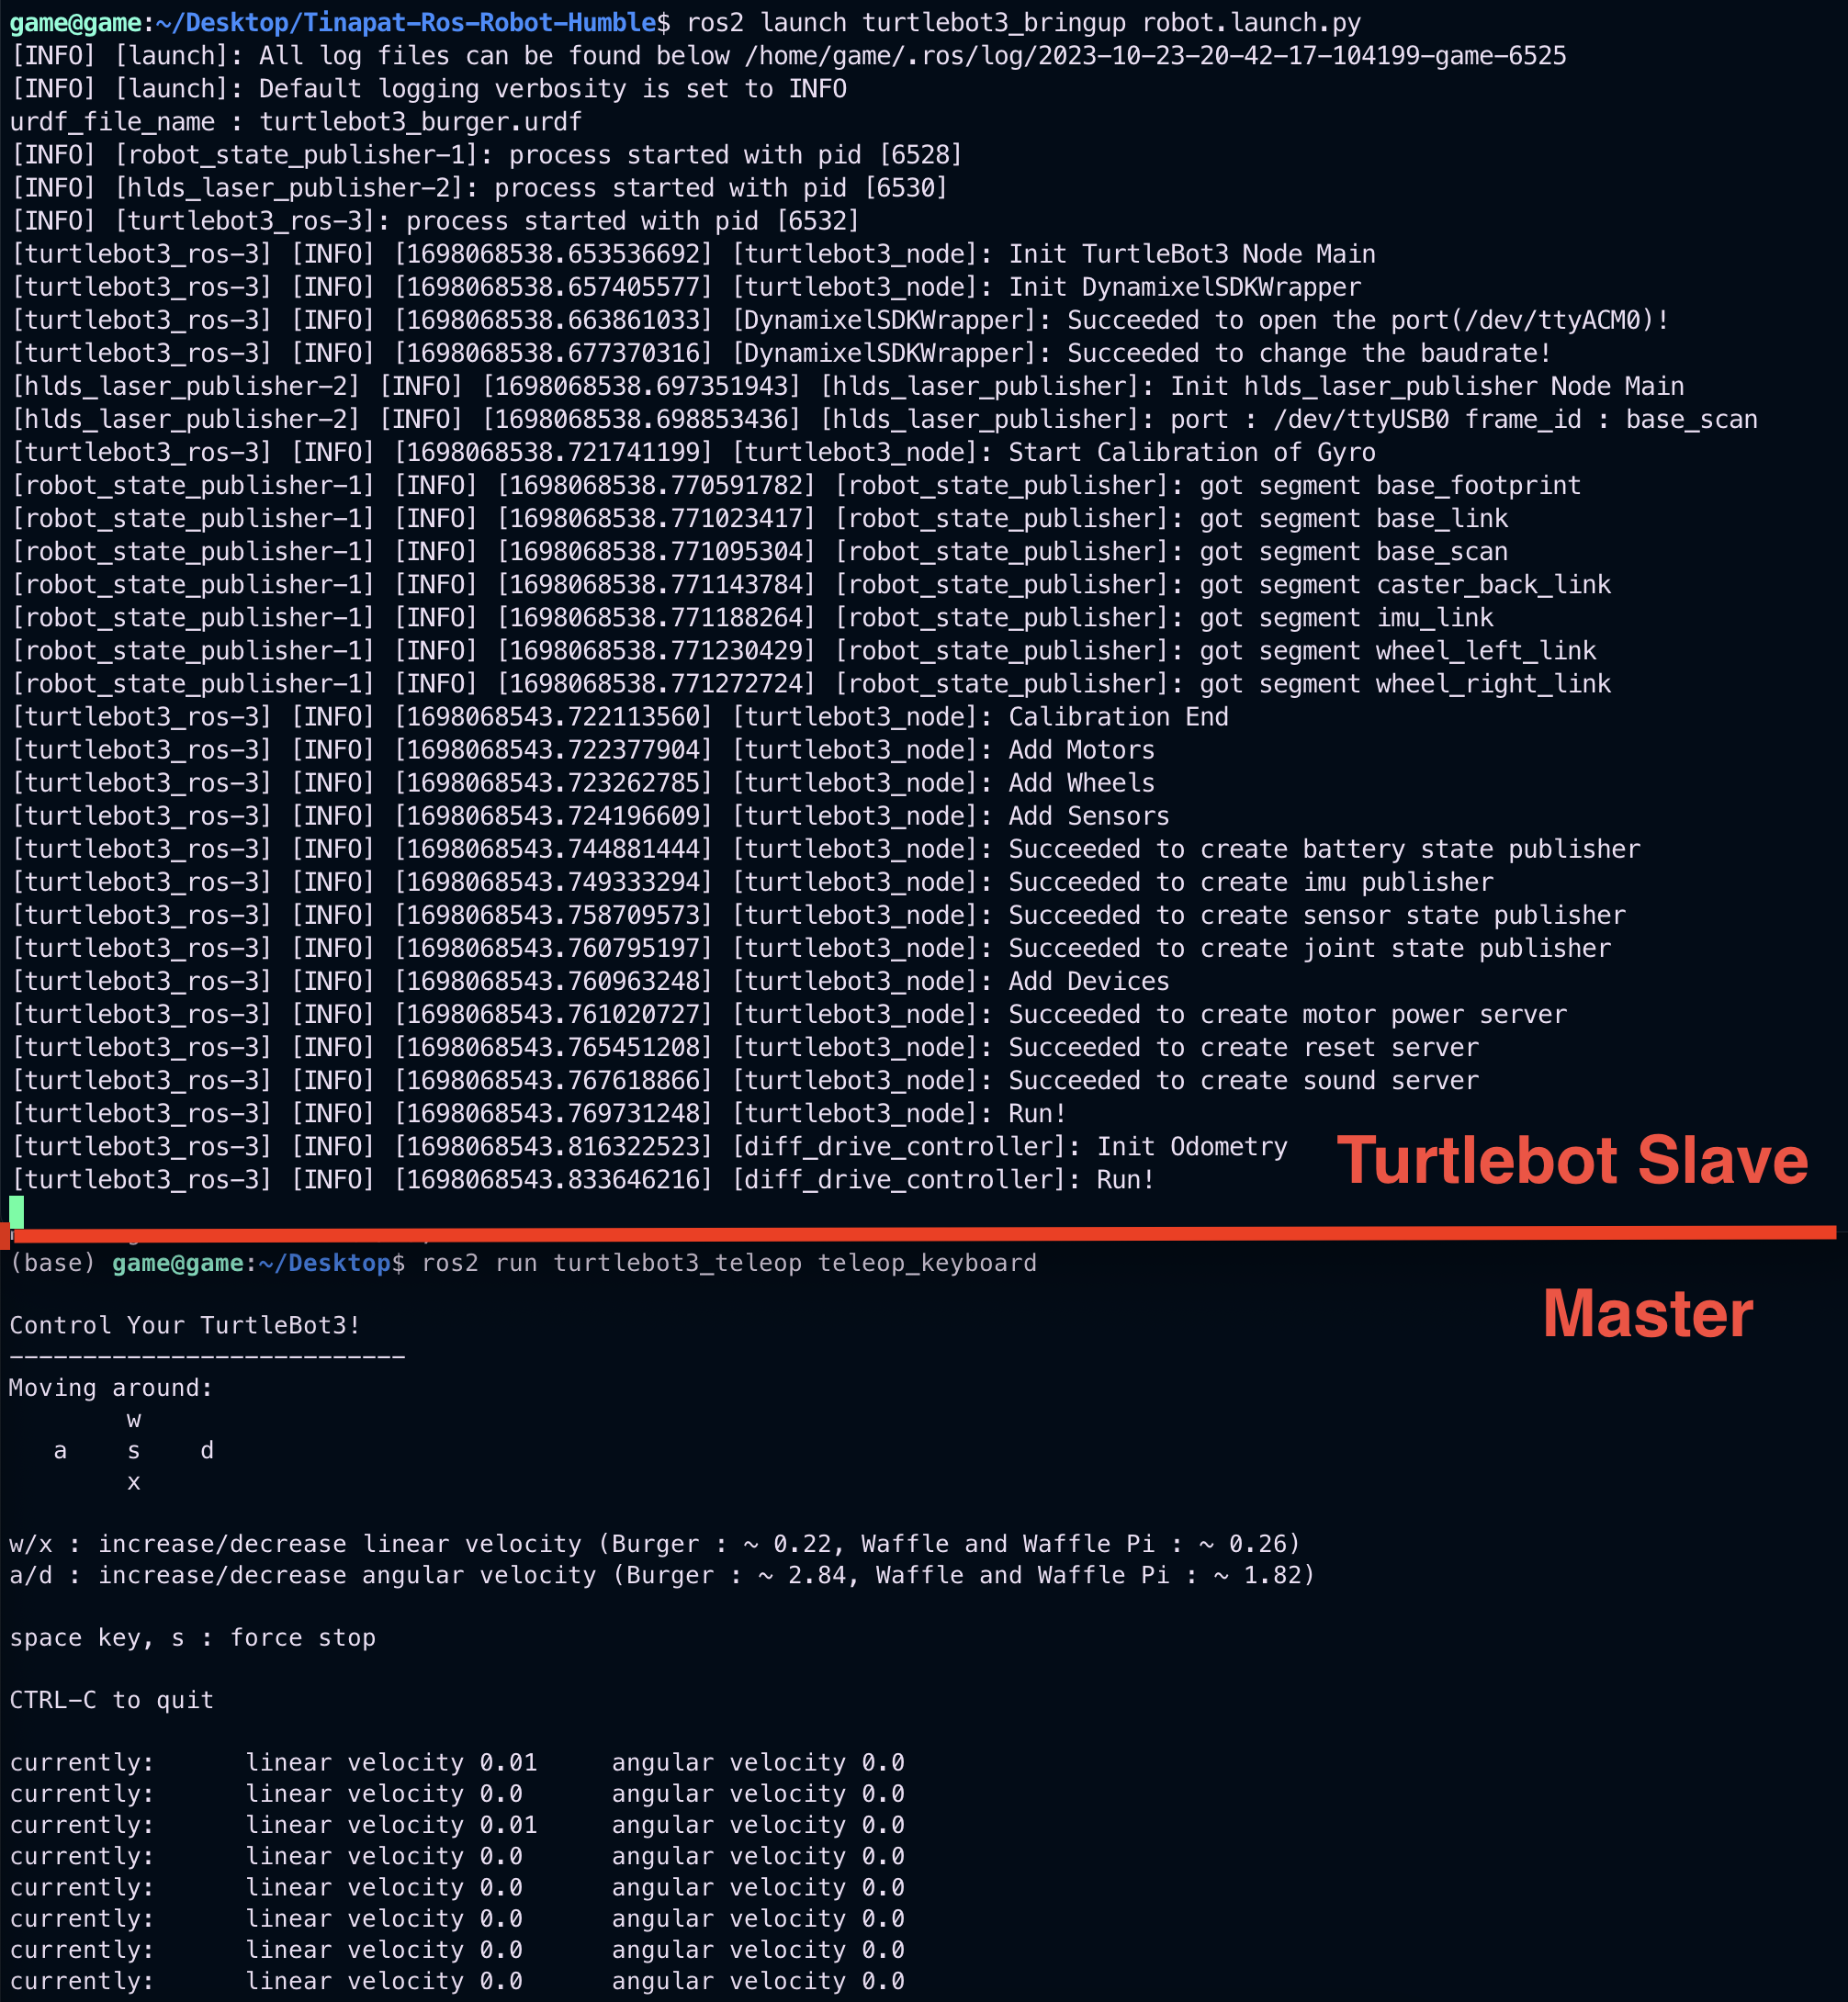 game@game:~/Desktop/Tinapat-Ros-Robot-Humble$ ros2 launch turtlebot3_bringup robot.launch.py
[INFO] [launch]: All log files can be found below /home/game/.ros/log/2023-10-23-20-42-17-104199-game-6525
[INFO] [launch]: Default logging verbosity is set to INFO
urdf_file_name : turtlebot3_burger.urdf
[INFO] [robot_state_publisher-1]: process started with pid [6528]
[INFO] [hlds_laser_publisher-2]: process started with pid [6530]
[INFO] [turtlebot3_ros-3]: process started with pid [6532]
[turtlebot3_ros-3] [INFO] [1698068538.653536692] [turtlebot3_node]: Init TurtleBot3 Node Main
[turtlebot3_ros-3] [INFO] [1698068538.657405577] [turtlebot3_node]: Init DynamixelSDKWrapper
[turtlebot3_ros-3] [INFO] [1698068538.663861033] [DynamixelSDKWrapper]: Succeeded to open the port(/dev/ttyACM0)!
[turtlebot3_ros-3] [INFO] [1698068538.677370316] [DynamixelSDKWrapper]: Succeeded to change the baudrate!
[hlds_laser_publisher-2] [INFO] [1698068538.697351943] [hlds_laser_publisher]: Init hlds_laser_publisher Node Main
[hlds_laser_publisher-2] [INFO] [1698068538.698853436] [hlds_laser_publisher]: port : /dev/ttyUSB0 frame_id : base_scan
[turtlebot3_ros-3] [INFO] [1698068538.721741199] [turtlebot3_node]: Start Calibration of Gyro
[robot_state_publisher-1] [INFO] [1698068538.770591782] [robot_state_publisher]: got segment base_footprint
[robot_state_publisher-1] [INFO] [1698068538.771023417] [robot_state_publisher]: got segment base_link
[robot_state_publisher-1] [INFO] [1698068538.771095304] [robot_state_publisher]: got segment base_scan
[robot_state_publisher-1] [INFO] [1698068538.771143784] [robot_state_publisher]: got segment caster_back_link
[robot_state_publisher-1] [INFO] [1698068538.771188264] [robot_state_publisher]: got segment imu_link
[robot_state_publisher-1] [INFO] [1698068538.771230429] [robot_state_publisher]: got segment wheel_left_link
[robot_state_publisher-1] [INFO] [1698068538.771272724] [robot_state_publisher]: got segment wheel_right_link
[turtlebot3_ros-3] [INFO] [1698068543.722113560] [turtlebot3_node]: Calibration End
[turtlebot3_ros-3] [INFO] [1698068543.722377904] [turtlebot3_node]: Add Motors
[turtlebot3_ros-3] [INFO] [1698068543.723262785] [turtlebot3_node]: Add Wheels
[turtlebot3_ros-3] [INFO] [1698068543.724196609] [turtlebot3_node]: Add Sensors
[turtlebot3_ros-3] [INFO] [1698068543.744881444] [turtlebot3_node]: Succeeded to create battery state publisher
[turtlebot3_ros-3] [INFO] [1698068543.749333294] [turtlebot3_node]: Succeeded to create imu publisher
[turtlebot3_ros-3] [INFO] [1698068543.758709573] [turtlebot3_node]: Succeeded to create sensor state publisher
[turtlebot3_ros-3] [INFO] [1698068543.760795197] [turtlebot3_node]: Succeeded to create joint state publisher
[turtlebot3_ros-3] [INFO] [1698068543.760963248] [turtlebot3_node]: Add Devices
[turtlebot3_ros-3] [INFO] [1698068543.761020727] [turtlebot3_node]: Succeeded to create motor power server
[turtlebot3_ros-3] [INFO] [1698068543.765451208] [turtlebot3_node]: Succeeded to create reset server
[turtlebot3_ros-3] [INFO] [1698068543.767618866] [turtlebot3_node]: Succeeded to create sound server
[turtlebot3_ros-3] [INFO] [1698068543.769731248] [turtlebot3_node]: Run!
[turtlebot3_ros-3] [INFO] [1698068543.816322523] [diff_drive_controller]: Init Odometry
[turtlebot3_ros-3] [INFO] [1698068543.833646216] [diff_drive_controller]: Run!
Turtlebot Slave
(base) game@game:~/Desktop$ ros2 run turtlebot3_teleop teleop_keyboard
Master
Control Your TurtleBot3!
---------------------------
Moving around:
w
a s d
x
w/x : increase/decrease linear velocity (Burger : ~ 0.22, Waffle and Waffle Pi : ~ 0.26)
a/d : increase/decrease angular velocity (Burger : ~ 2.84, Waffle and Waffle Pi : ~ 1.82)
space key, s : force stop
CTRL-C to quit
currently: linear velocity 0.01 angular velocity 0.0
currently: linear velocity 0.0 angular velocity 0.0
currently: linear velocity 0.01 angular velocity 0.0
currently: linear velocity 0.0 angular velocity 0.0
currently: linear velocity 0.0 angular velocity 0.0
currently: linear velocity 0.0 angular velocity 0.0
currently: linear velocity 0.0 angular velocity 0.0
currently: linear velocity 0.0 angular velocity 0.0